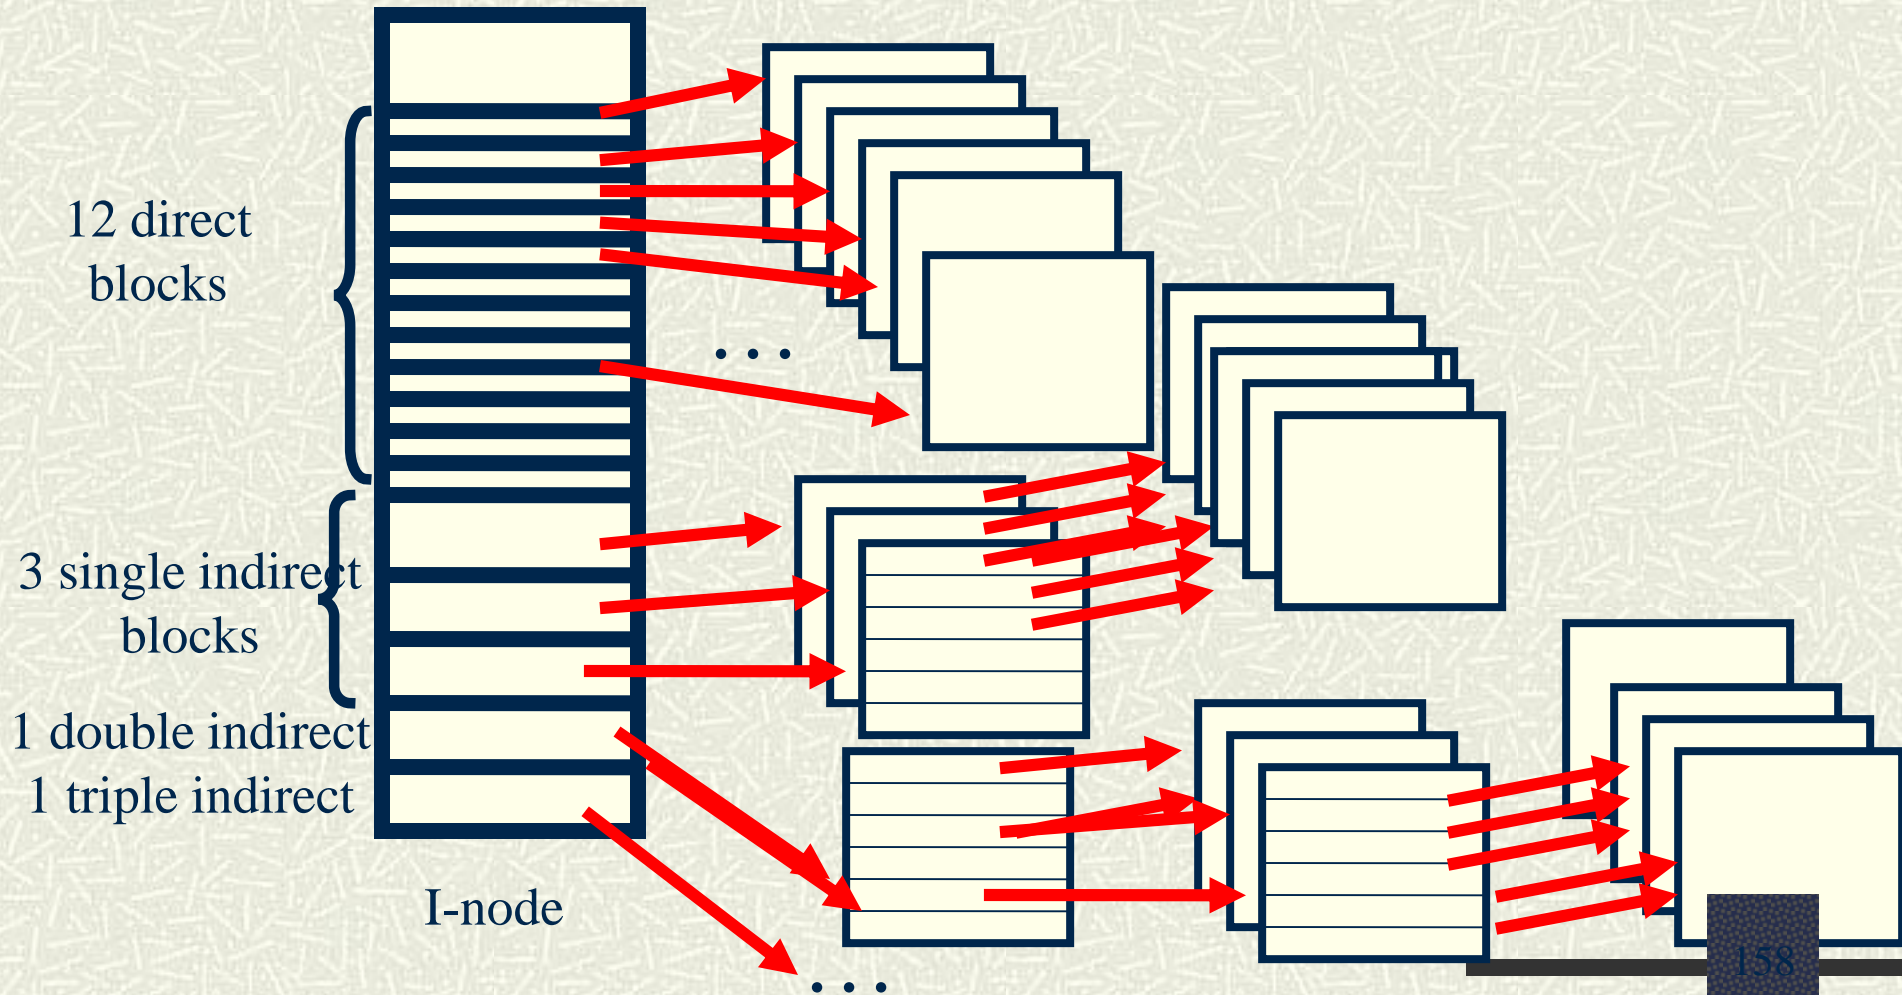 12 direct
blocks
. . .
3 single indirect
blocks
1 double indirect
1 triple indirect
I-node
. . .
158